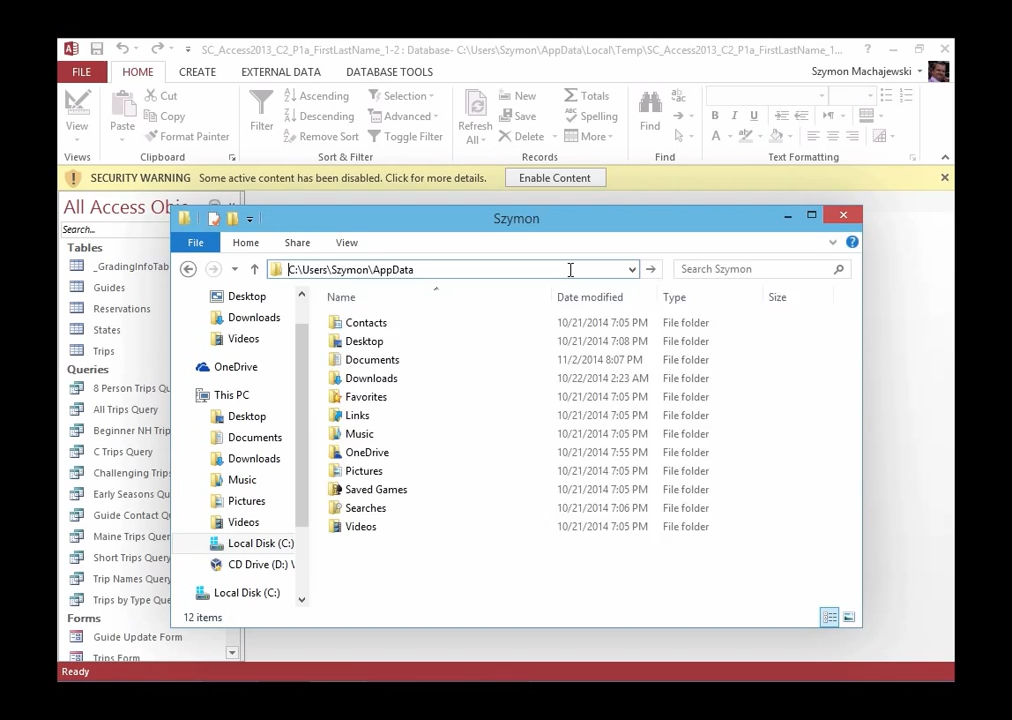 SC_Access2013_C2_P1a_FirstLastName_1-2 : Database- C:\Users\Szymon\AppData\Local\Temp\SC_Access2013_C2_P1a_FirstLastName_1...
FILE HOME CREATE EXTERNAL DATA DATABASE TOOLS Szymon Machajewski
View
Views
Paste
Cut
Copy
Format Painter
Clipboard
Filter
Ascending
Descending
Remove Sort
Selection
Advanced
Toggle Filter
Sort & Filter
Refresh
All
New
Save
Delete
Totals
Spelling
More
Records
Find
Find
B I U
A
Text Formatting
SECURITY WARNING Some active content has been disabled. Click for more details. Enable Content
All Access Obje
Search...
Tables
_GradingInfoTab
Guides
Reservations
States
Trips
Queries
8 Person Trips Qu
All Trips Query
Beginner NH Trip
C Trips Query
Challenging Trips
Early Seasons Qu
Guide Contact Qu
Maine Trips Quer
Short Trips Query
Trip Names Query
Trips by Type Que
Forms
Guide Update Form
Trips Form
Ready
Szymon
File Home Share View
C:\Users\Szymon\AppData
Search Szymon
Desktop
Downloads
Videos
OneDrive
This PC
Desktop
Documents
Downloads
Music
Pictures
Videos
Local Disk (C:)
CD Drive (D:) V
Local Disk (C:)
Name Date modified Type Size
Contacts 10/21/2014 7:05 PM File folder
Desktop 10/21/2014 7:08 PM File folder
Documents 11/2/2014 8:07 PM File folder
Downloads 10/22/2014 2:23 AM File folder
Favorites 10/21/2014 7:05 PM File folder
Links 10/21/2014 7:05 PM File folder
Music 10/21/2014 7:05 PM File folder
OneDrive 10/21/2014 7:55 PM File folder
Pictures 10/21/2014 7:05 PM File folder
Saved Games 10/21/2014 7:05 PM File folder
Searches 10/21/2014 7:06 PM File folder
Videos 10/21/2014 7:05 PM File folder
12 items